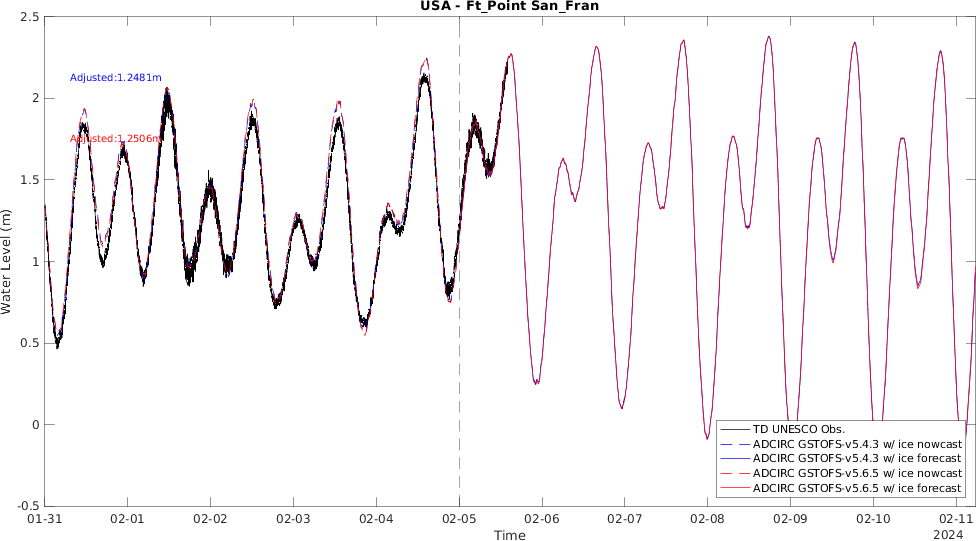 USA - Ft_Point San_Fran
2.5
2
1.5
1
0.5
0
-0.5
Water Level (m)
Adjusted:1.2481m
Adjusted:1.2506m
TD UNESCO Obs.
ADCIRC GSTOFS-v5.4.3 w/ ice nowcast
ADCIRC GSTOFS-v5.4.3 w/ ice forecast
ADCIRC GSTOFS-v5.6.5 w/ ice nowcast
ADCIRC GSTOFS-v5.6.5 w/ ice forecast
01-31 02-01 02-02 02-03 02-04 02-05 02-06 02-07 02-08 02-09 02-10 02-11
Time
2024